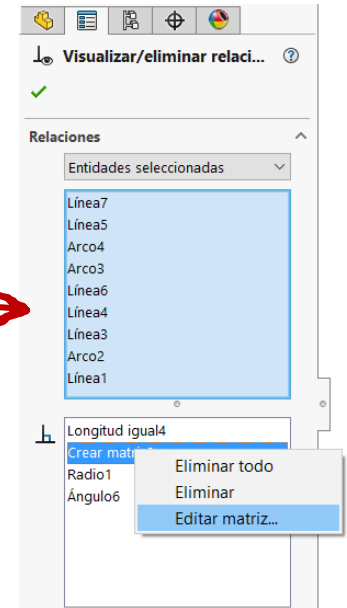 Visualizar/eliminar relaci...
Relaciones
Entidades seleccionadas
Línea7
Línea5
Arco4
Arco3
Línea6
Línea4
Línea3
Arco2
Línea1
Longitud igual4
Crear
Radio1
Ángulo6
Eliminar todo
Eliminar
Editar matriz...